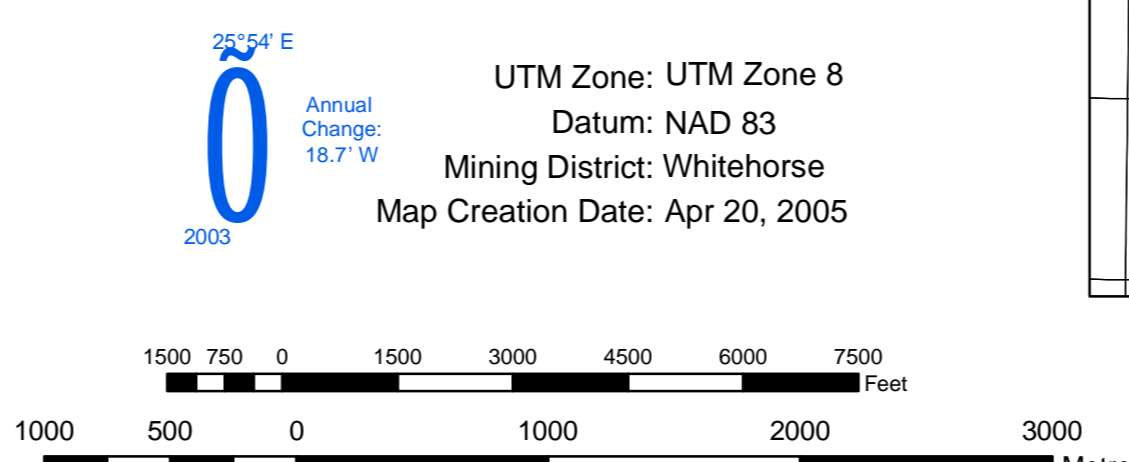 25°54' E
Õ
Annual
Change:
18.7' W
2003
UTM Zone: UTM Zone 8
Datum: NAD 83
Mining District: Whitehorse
Map Creation Date: Apr 20, 2005
1500 750 0 1500 3000 4500 6000 7500
Feet
1000 500 0 1000 2000 3000